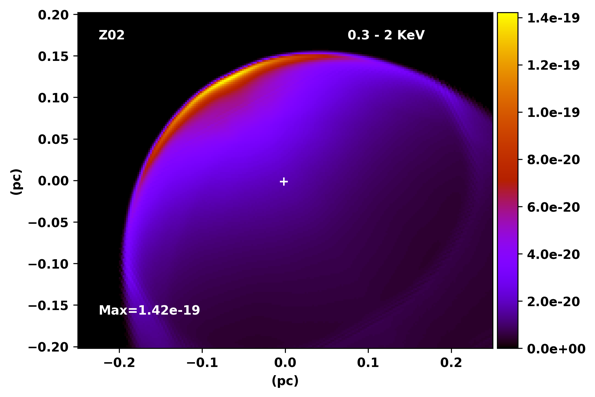 Z02
0.3 - 2 KeV
Max=1.42e-19
0.20
0.15
0.10
0.05
0.00
−0.05
−0.10
−0.15
−0.20
(pc)
−0.2
−0.1
0.0
0.1
0.2
(pc)
1.4e-19
1.2e-19
1.0e-19
8.0e-20
6.0e-20
4.0e-20
2.0e-20
0.0e+00